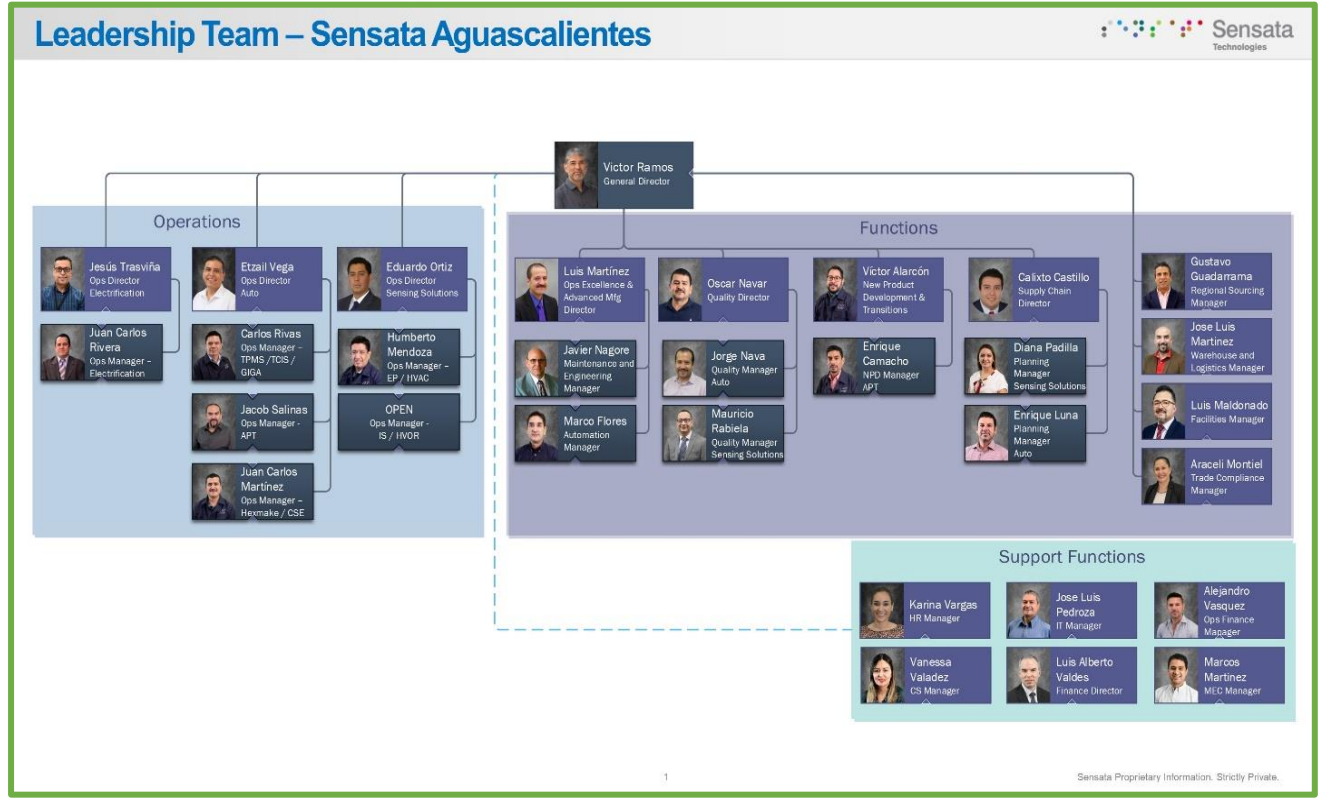 Leadership Team – Sensata Aguascalientes
Sensata
Technologies
Victor Ramos
General Director
Operations
Jesús Trasviña
Ops Director
Electrification
Juan Carlos
Rivera
Ops Manager –
Electrification
Etzail Vega
Ops Director
Auto
Carlos Rivas
Ops Manager –
TPMS /TCIS /
GIGA
Jacob Salinas
Ops Manager -
APT
Juan Carlos
Martínez
Ops Manager –
Hexmake / CSE
Eduardo Ortiz
Ops Director
Sensing Solutions
Humberto
Mendoza
Ops Manager –
EP / HVAC
OPEN
Ops Manager -
IS / HVOR
Functions
Luis Martínez
Ops Excellence &
Advanced Mfg
Director
Javier Nagore
Maintenance and
Engineering
Manager
Marco Flores
Automation
Manager
Oscar Navar
Quality Director
Jorge Nava
Quality Manager
Auto
Mauricio
Rabiela
Quality Manager
Sensing Solutions
Víctor Alarcón
New Product
Development &
Transitions
Enrique
Camacho
NPD Manager
APT
Calixto Castillo
Supply Chain
Director
Diana Padilla
Planning
Manager
Sensing Solutions
Enrique Luna
Planning
Manager
Auto
Gustavo
Guadarrama
Regional Sourcing
Manager
Jose Luis
Martinez
Warehouse and
Logistics Manager
Luis Maldonado
Facilities Manager
Araceli Montiel
Trade Compliance
Manager
Support Functions
Karina Vargas
HR Manager
Jose Luis
Pedroza
IT Manager
Alejandro
Vasquez
Ops Finance
Manager
Vanessa
Valadez
CS Manager
Luis Alberto
Valdes
Finance Director
Marcos
Martinez
MEC Manager
1
Sensata Proprietary Information. Strictly Private.